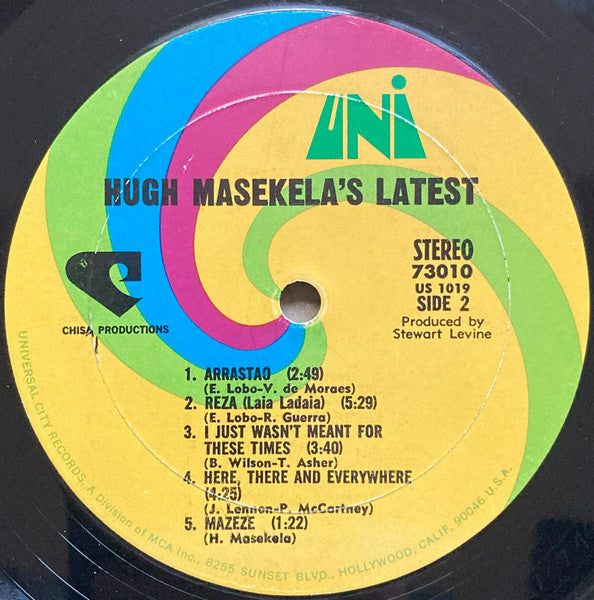 UNI
HUGH MASEKELA'S LATEST
STEREO
73010
US 1019
SIDE 2
Produced by
Stewart Levine
CHISA PRODUCTIONS
1. ARRASTAO (2:49)
(E. Lobo-V. de Moraes)
2. REZA (Laia Ladaia) (5:29)
(E. Lobo-R. Guerra)
3. I JUST WASN'T MEANT FOR
THESE TIMES (3:40)
(B. Wilson-T. Asher)
4. HERE, THERE AND EVERYWHERE
(4:25)
(J. Lennon-P. McCartney)
5. MAZEZE (1:22)
(H. Masekela)
UNIVERSAL CITY RECORDS, A Division of MCA Inc., 8255 SUNSET BLVD., HOLLYWOOD, CALIF. 90046 U.S.A.